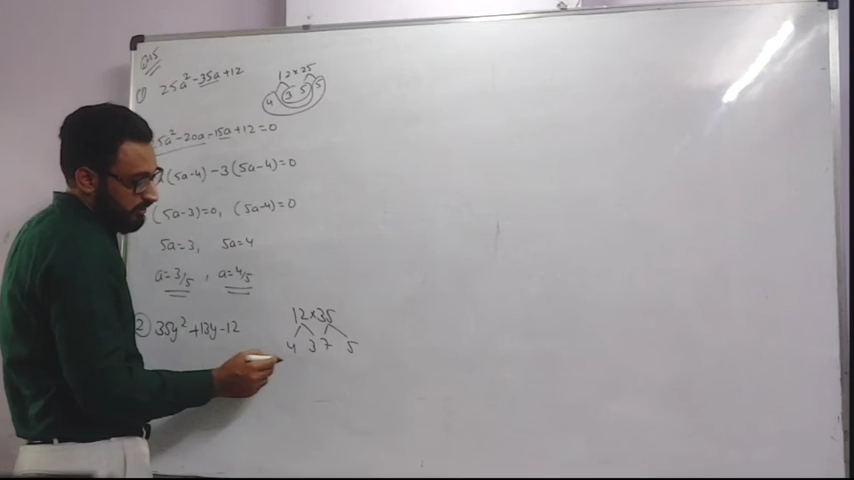 Q.15
① 25a²-35a+12
12×25
4 3 5 5
5a²-20a-15a+12=0
(5a-4)-3(5a-4)=0
(5a-3)=0, (5a-4)=0
5a=3, 5a=4
a=3/5, a=4/5
② 35y²+13y-12
12×35
4 3 7 5